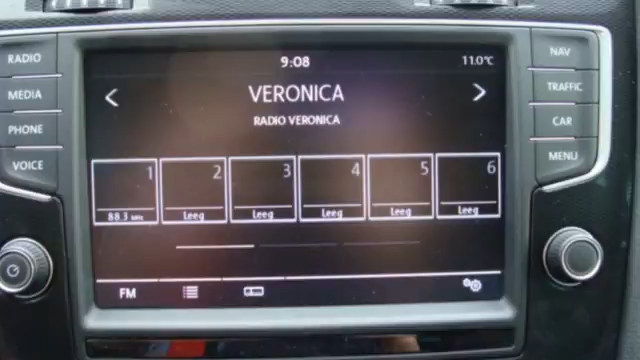 RADIO
MEDIA
PHONE
VOICE
9:08 11.0°C
VERONICA
RADIO VERONICA
1 2 3 4 5 6
88.3 MHz Leeg Leeg Leeg Leeg Leeg
FM
NAV
TRAFFIC
CAR
MENU